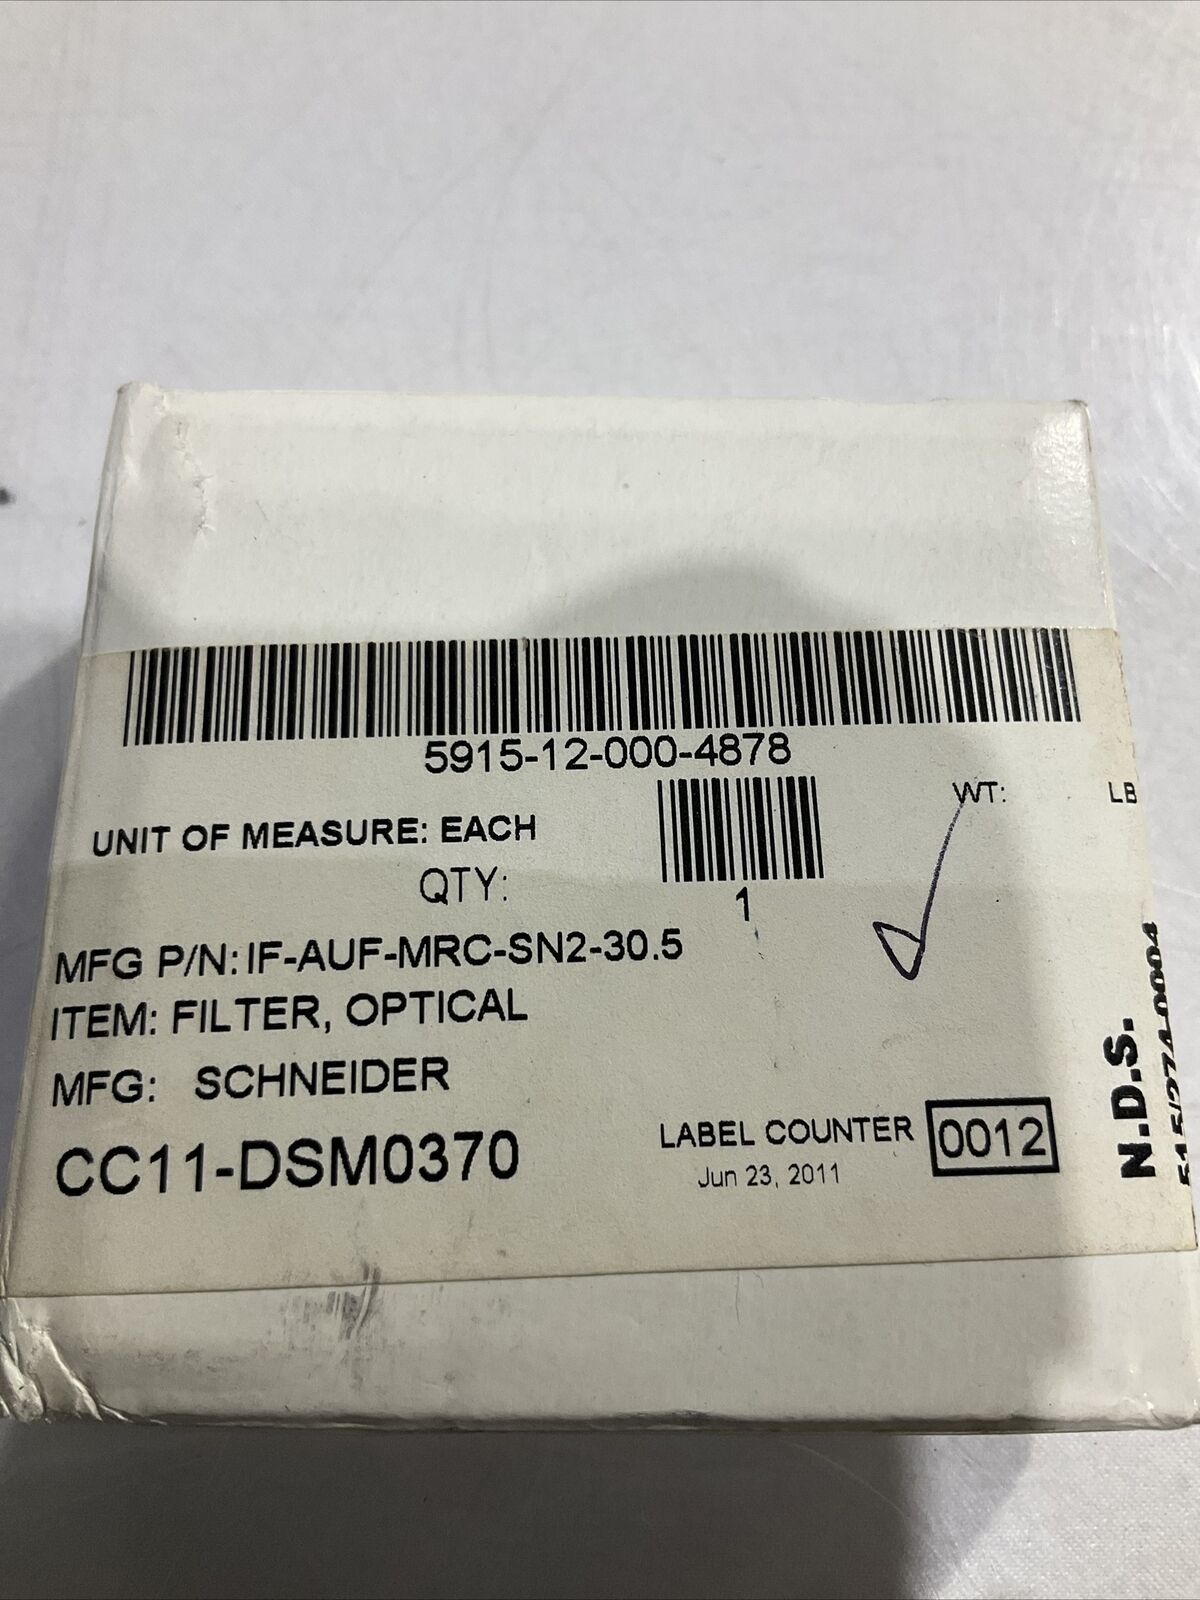 5915-12-000-4878
WT: LB
UNIT OF MEASURE: EACH
QTY: 1
MFG P/N: IF-AUF-MRC-SN2-30.5
ITEM: FILTER, OPTICAL
MFG: SCHNEIDER
CC11-DSM0370
LABEL COUNTER 0012
Jun 23, 2011
N.D.S.